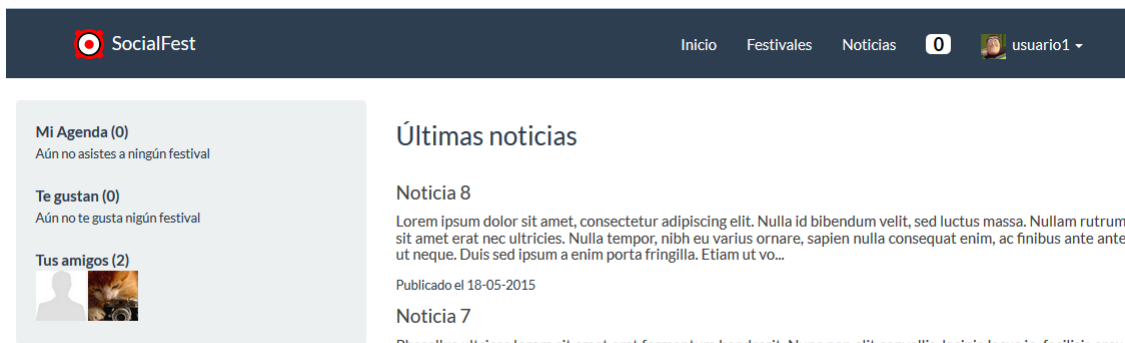 SocialFest
Inicio Festivales Noticias 0 usuario1
Mi Agenda (0)
Aún no asistes a ningún festival
Te gustan (0)
Aún no te gusta nigún festival
Tus amigos (2)
Últimas noticias
Noticia 8
Lorem ipsum dolor sit amet, consectetur adipiscing elit. Nulla id bibendum velit, sed luctus massa. Nullam rutrum
sit amet erat nec ultricies. Nulla tempor, nibh eu varius ornare, sapien nulla consequat enim, ac finibus ante ante
ut neque. Duis sed ipsum a enim porta fringilla. Etiam ut vo...
Publicado el 18-05-2015
Noticia 7